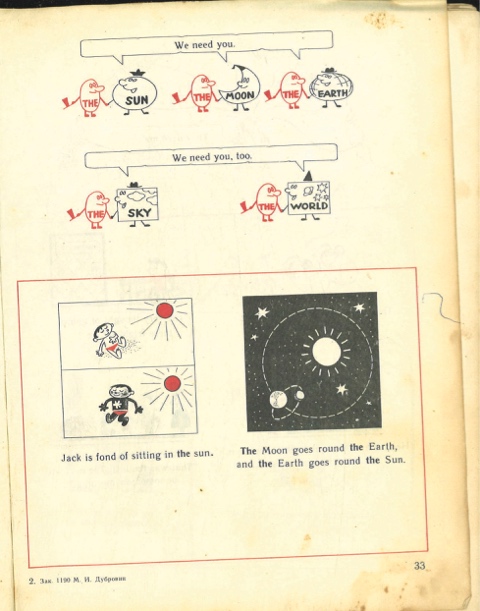 We need you.
THE SUN THE MOON THE EARTH
We need you, too.
THE SKY THE WORLD
Jack is fond of sitting in the sun.
The Moon goes round the Earth,
and the Earth goes round the Sun.
33
2. Зак. 1190 М. И. Дубровин